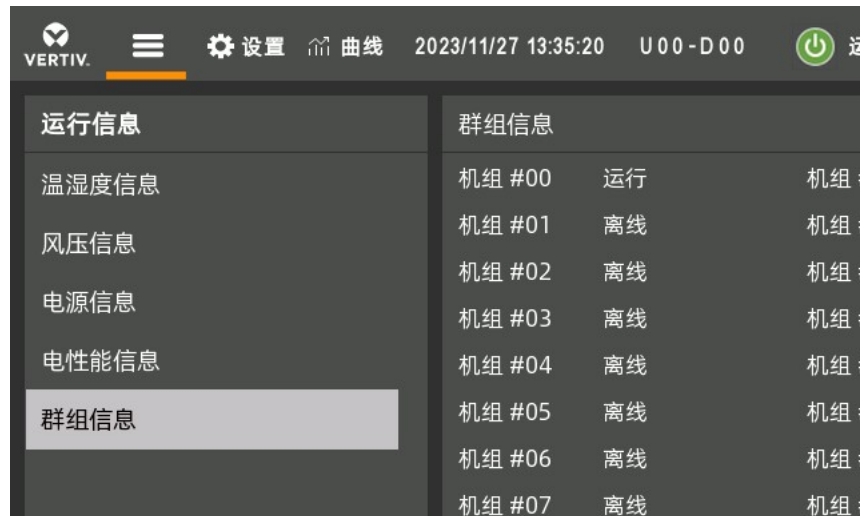 VERTIV. 设置 曲线 2023/11/27 13:35:20 U00-D00
运行信息
温湿度信息
风压信息
电源信息
电性能信息
群组信息
群组信息
机组 #00 运行 机组
机组 #01 离线 机组
机组 #02 离线 机组
机组 #03 离线 机组
机组 #04 离线 机组
机组 #05 离线 机组
机组 #06 离线 机组
机组 #07 离线 机组